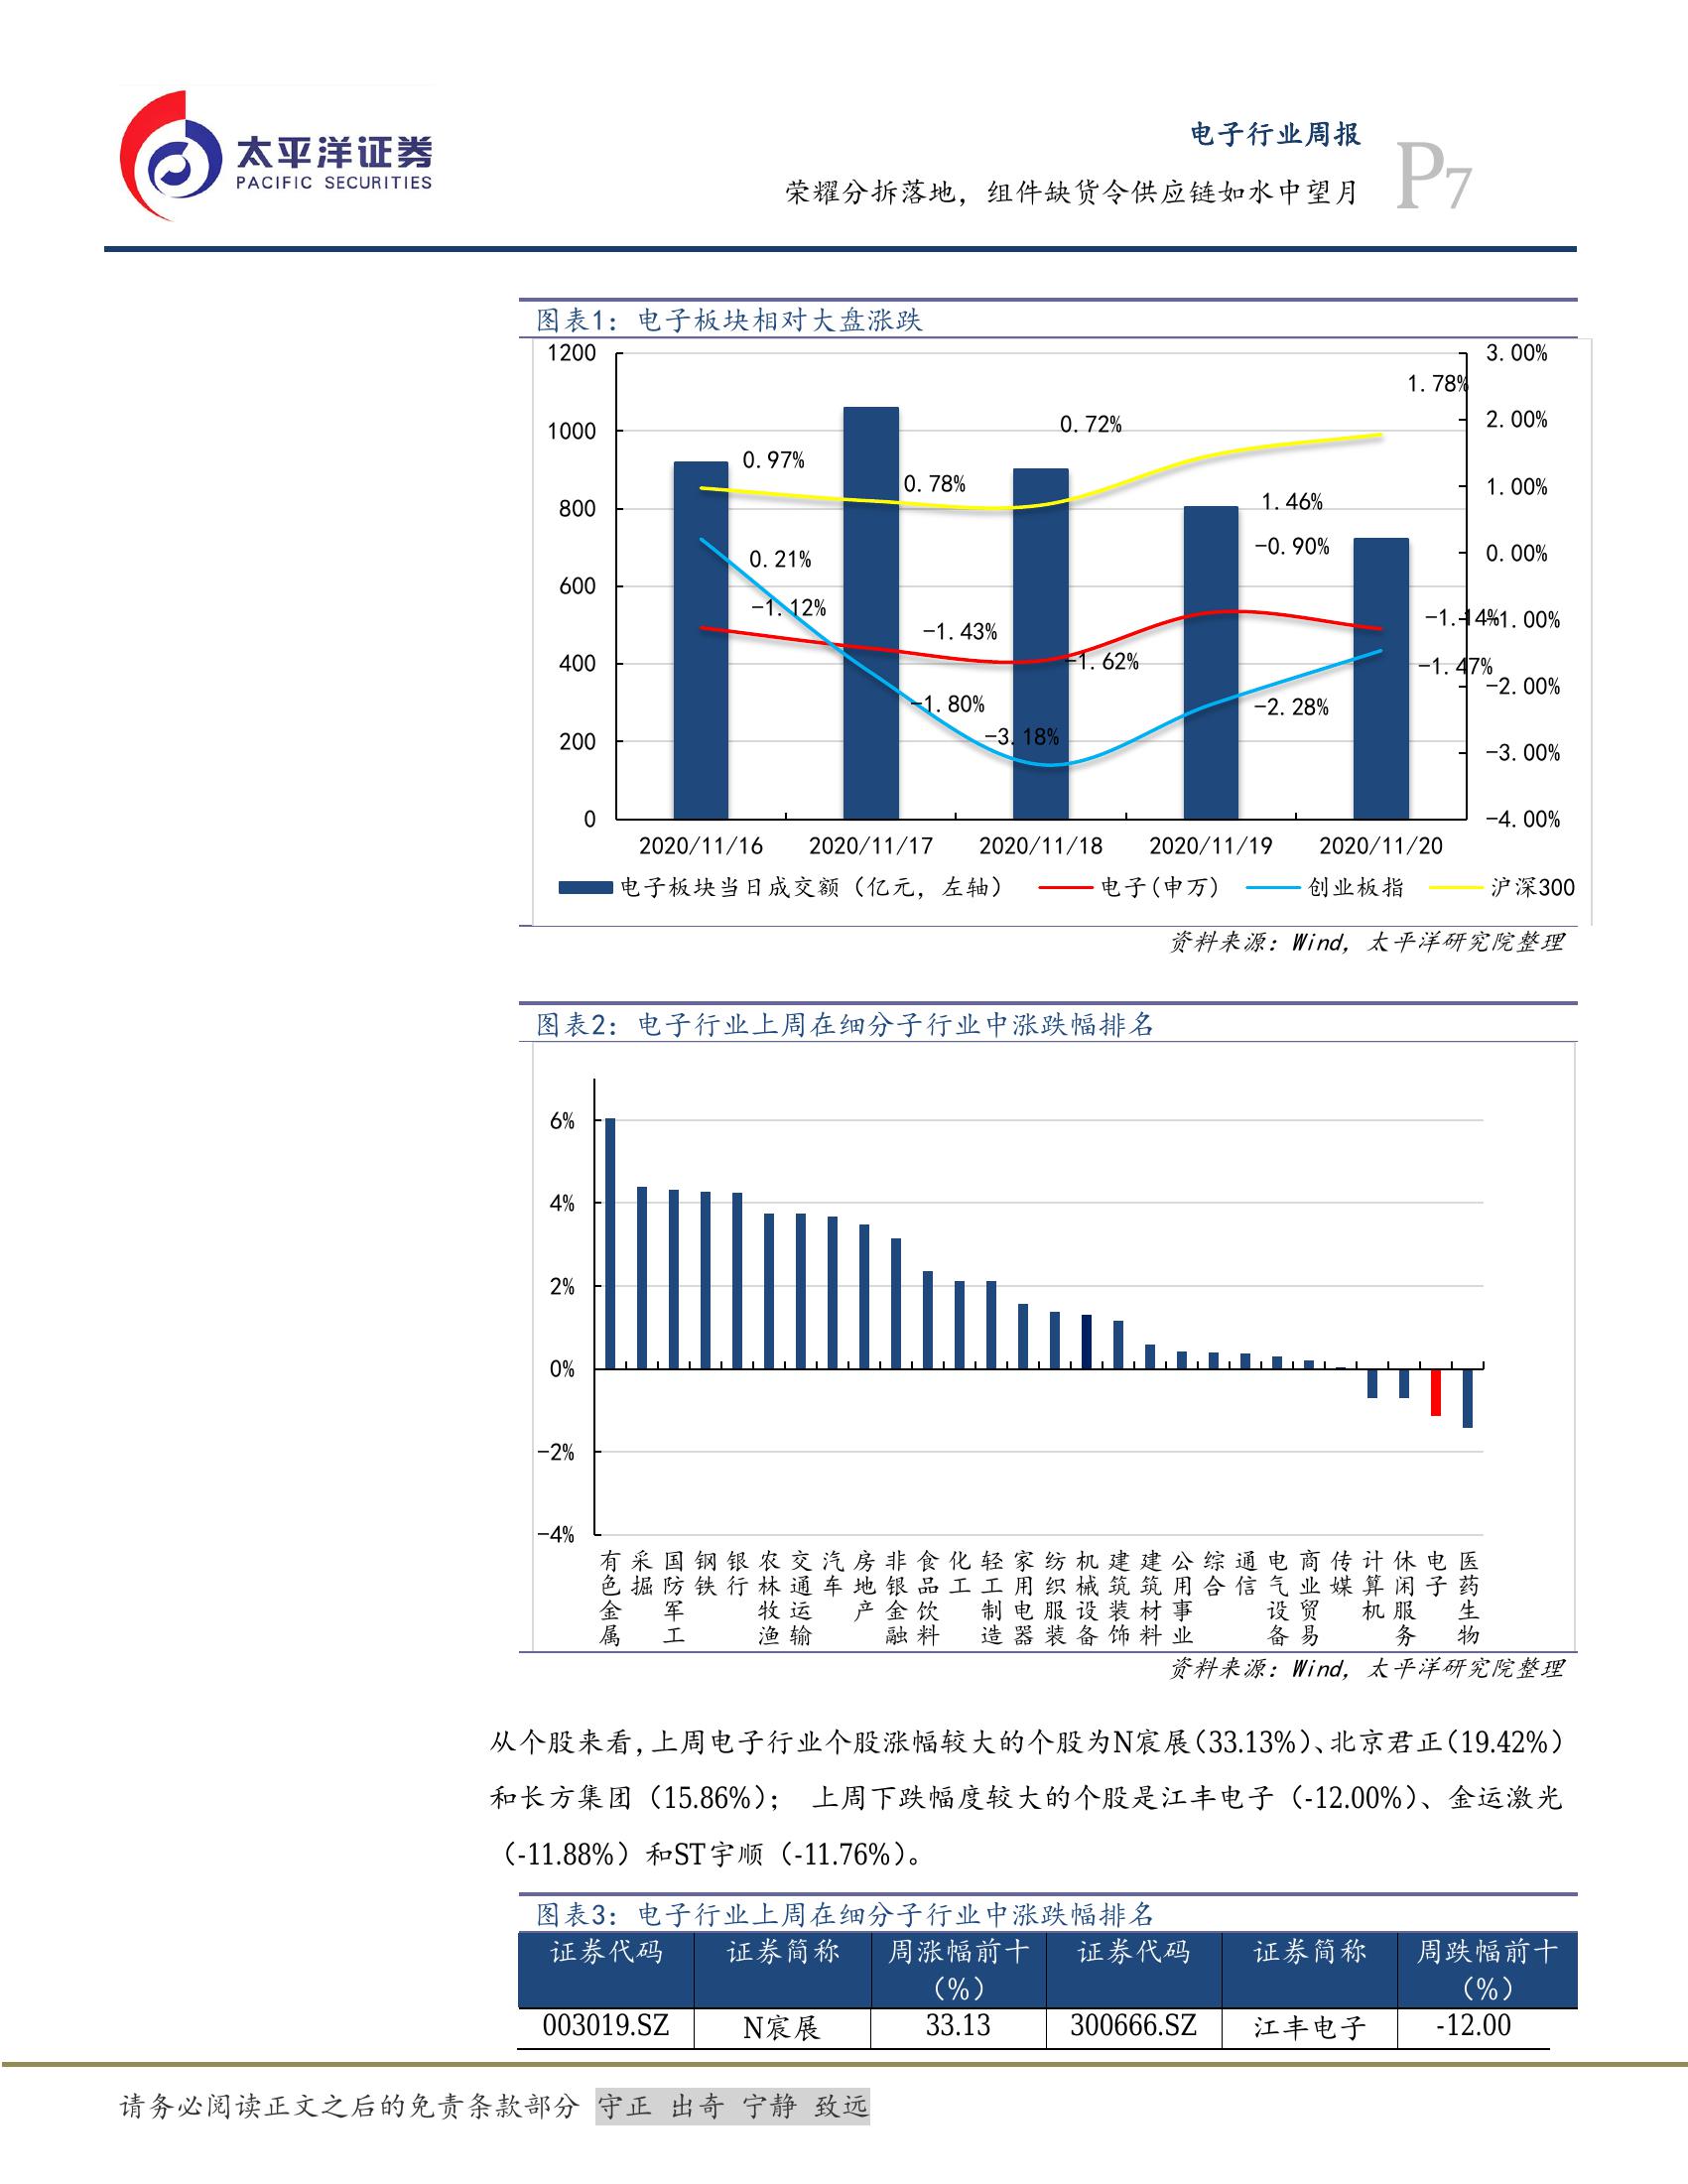 太平洋证券
PACIFIC SECURITIES
电子行业周报
荣耀分拆落地，组件缺货令供应链如水中望月
P7
图表1：电子板块相对大盘涨跌
1200
1000
800
600
400
200
0
3.00%
2.00%
1.00%
0.00%
-1.00%
-2.00%
-3.00%
-4.00%
0.97%
0.78%
0.72%
1.46%
1.78%
0.21%
-1.80%
-3.18%
-2.28%
-1.47%
-1.12%
-1.43%
-1.62%
-0.90%
-1.14%
2020/11/16 2020/11/17 2020/11/18 2020/11/19 2020/11/20
电子板块当日成交额（亿元，左轴） 电子(申万) 创业板指 沪深300
资料来源：Wind，太平洋研究院整理
图表2：电子行业上周在细分子行业中涨跌幅排名
6%
4%
2%
0%
-2%
-4%
有色金属 采掘 国防军工 钢铁 银行 农林牧渔 交通运输 汽车 房地产 非银金融 食品饮料 化工 轻工制造 家用电器 纺织服装 机械设备 建筑装饰 建筑材料 公用事业 综合 通信 电气设备 商业贸易 传媒 计算机 休闲服务 电子 医药生物
资料来源：Wind，太平洋研究院整理
从个股来看，上周电子行业个股涨幅较大的个股为N宸展（33.13%）、北京君正（19.42%）
和长方集团（15.86%）； 上周下跌幅度较大的个股是江丰电子（-12.00%）、金运激光
（-11.88%）和ST宇顺（-11.76%）。
图表3：电子行业上周在细分子行业中涨跌幅排名
证券代码 证券简称 周涨幅前十（%） 证券代码 证券简称 周跌幅前十（%）
003019.SZ N宸展 33.13 300666.SZ 江丰电子 -12.00
请务必阅读正文之后的免责条款部分 守正 出奇 宁静 致远